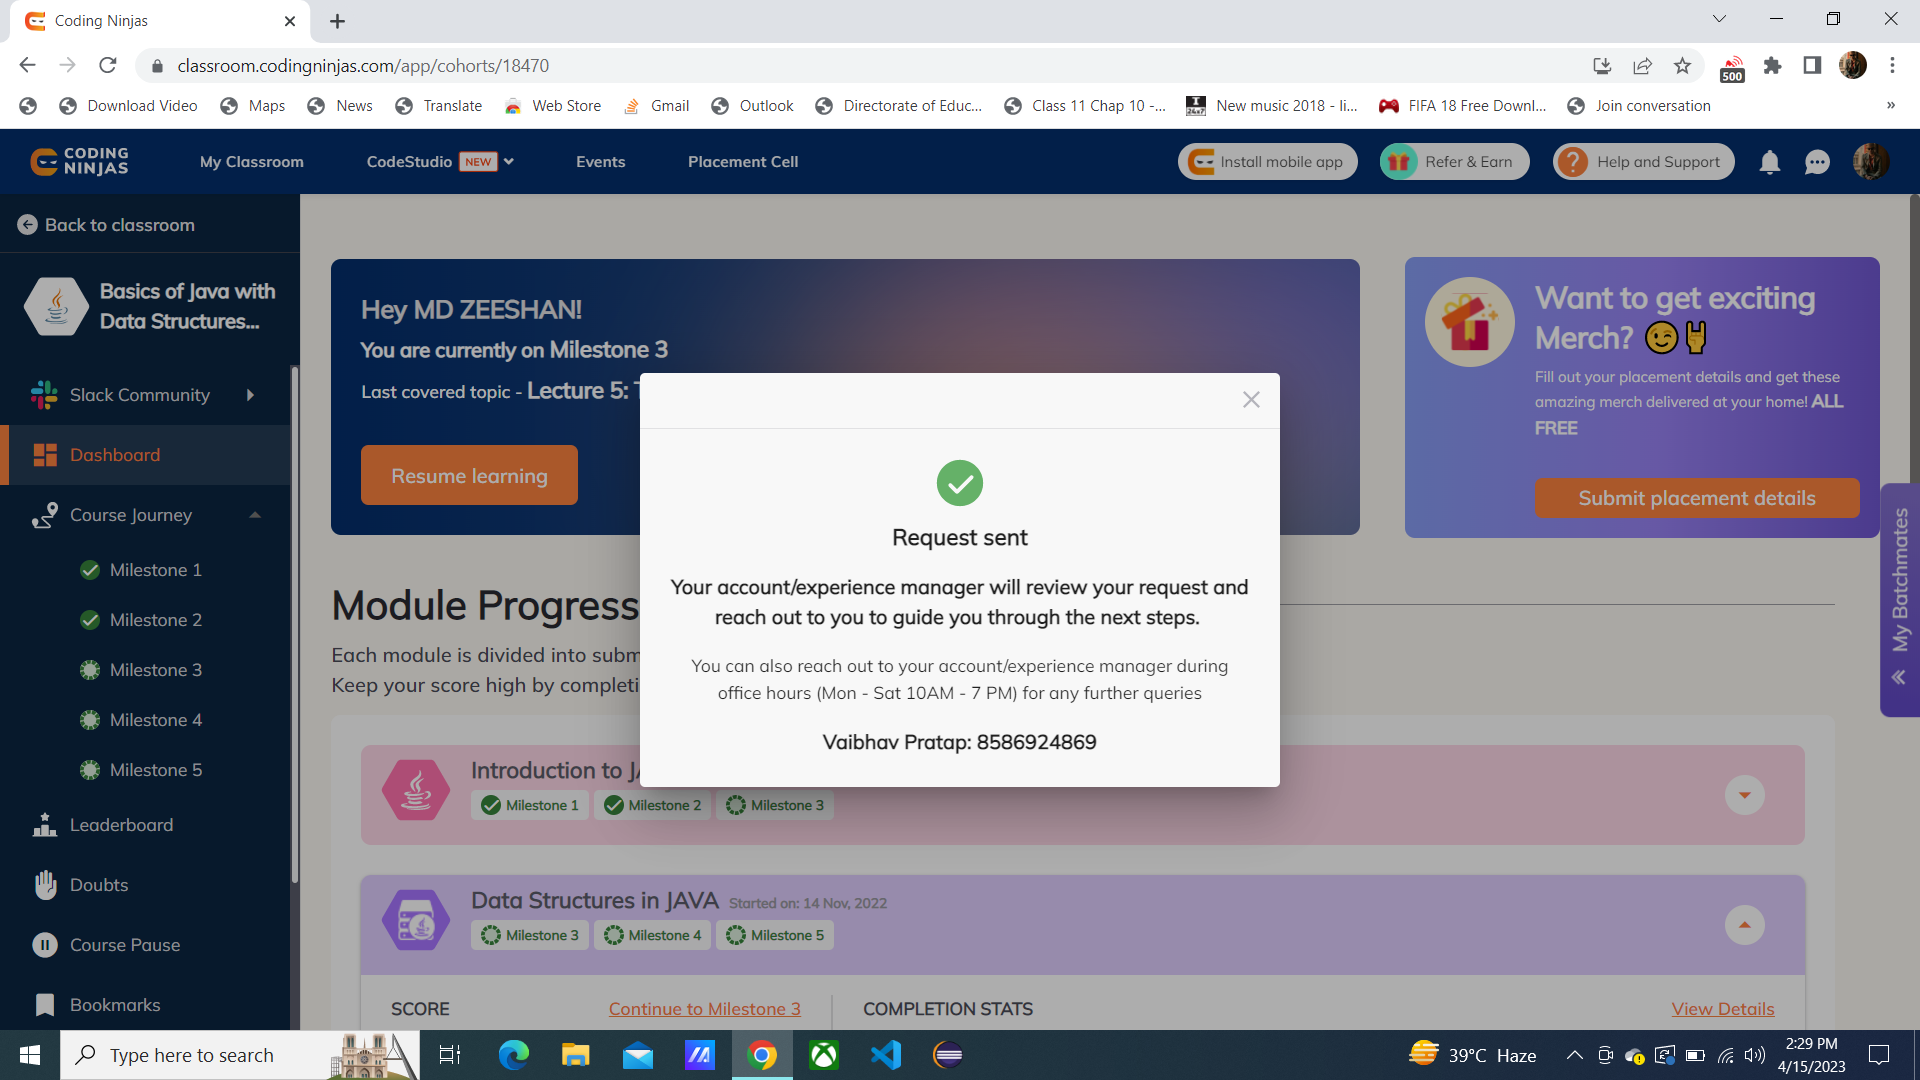 Coding Ninjas
classroom.codingninjas.com/app/cohorts/18470
500
Download Video
Maps
News
Translate
Web Store
Gmail
Outlook
Directorate of Educ...
Class 11 Chap 10 -...
New music 2018 - li...
FIFA 18 Free Downl...
Join conversation
»
CODING
NINJAS
My Classroom
CodeStudio NEW
Events
Placement Cell
Install mobile app
Refer & Earn
Help and Support
Back to classroom
Basics of Java with
Data Structures...
Slack Community
Dashboard
Course Journey
Milestone 1
Milestone 2
Milestone 3
Milestone 4
Milestone 5
Leaderboard
Doubts
Course Pause
Bookmarks
Hey MD ZEESHAN!
You are currently on Milestone 3
Last covered topic - Lecture 5:
Resume learning
Want to get exciting
Merch? 😉🤘
Fill out your placement details and get these
amazing merch delivered at your home! ALL
FREE
Submit placement details
My Batchmates
Request sent
Your account/experience manager will review your request and
reach out to you to guide you through the next steps.
You can also reach out to your account/experience manager during
office hours (Mon - Sat 10AM - 7 PM) for any further queries
Vaibhav Pratap: 8586924869
Module Progress
Each module is divided into
Keep your score high by
Introduction to
Milestone 1
Milestone 2
Milestone 3
Data Structures in JAVA Started on: 14 Nov, 2022
Milestone 3
Milestone 4
Milestone 5
SCORE
Continue to Milestone 3
COMPLETION STATS
View Details
Type here to search
39°C Haze
2:29 PM
4/15/2023